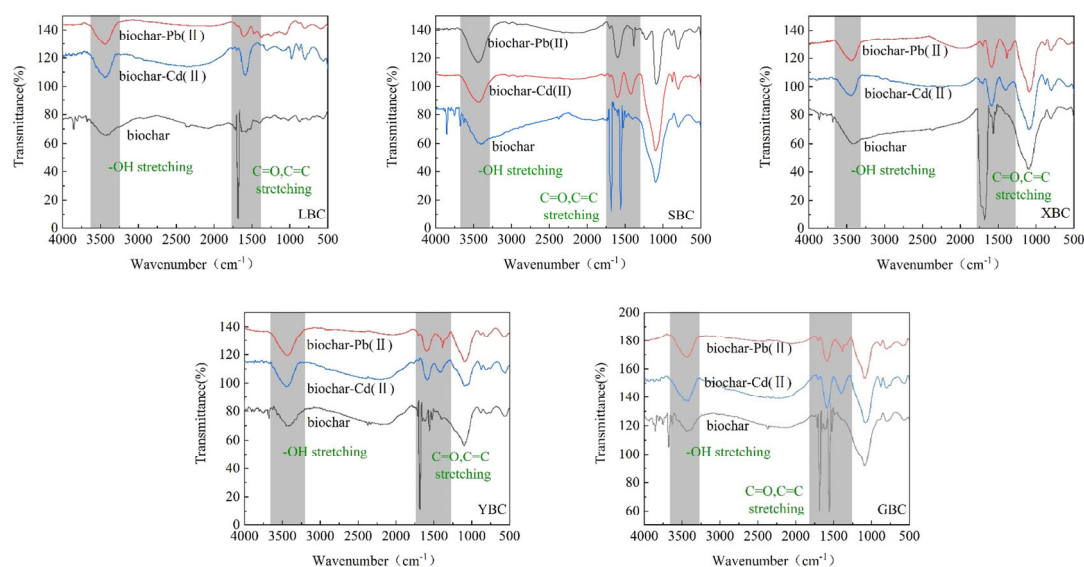 160
140
120
100
80
60
40
20
0
Transmittance(%)
biochar-Pb(Ⅱ)
biochar-Cd(Ⅱ)
biochar
-OH stretching
C=O,C=C
stretching
LBC
4000 3500 3000 2500 2000 1500 1000 500
Wavenumber（cm-1）
140
120
100
80
60
40
20
0
Transmittance(%)
biochar-Pb(II)
biochar-Cd(II)
biochar
-OH stretching
C=O,C=C
stretching
SBC
4000 3500 3000 2500 2000 1500 1000 500
Wavenumber（cm-1）
140
120
100
80
60
40
20
0
Transmittance(%)
biochar-Pb(Ⅱ)
biochar-Cd(Ⅱ)
biochar
-OH stretching
C=O,C=C
stretching
XBC
4000 3500 3000 2500 2000 1500 1000 500
Wavenumber（cm-1）
140
120
100
80
60
40
20
0
Transmittance(%)
biochar-Pb(Ⅱ)
biochar-Cd(Ⅱ)
biochar
-OH stretching
C=O,C=C
stretching
YBC
4000 3500 3000 2500 2000 1500 1000 500
Wavenumber（cm-1）
200
180
160
140
120
100
80
60
Transmittance(%)
biochar-Pb(Ⅱ)
biochar-Cd(Ⅱ)
biochar
-OH stretching
C=O,C=C
stretching
GBC
4000 3500 3000 2500 2000 1500 1000 500
Wavenumber（cm-1）